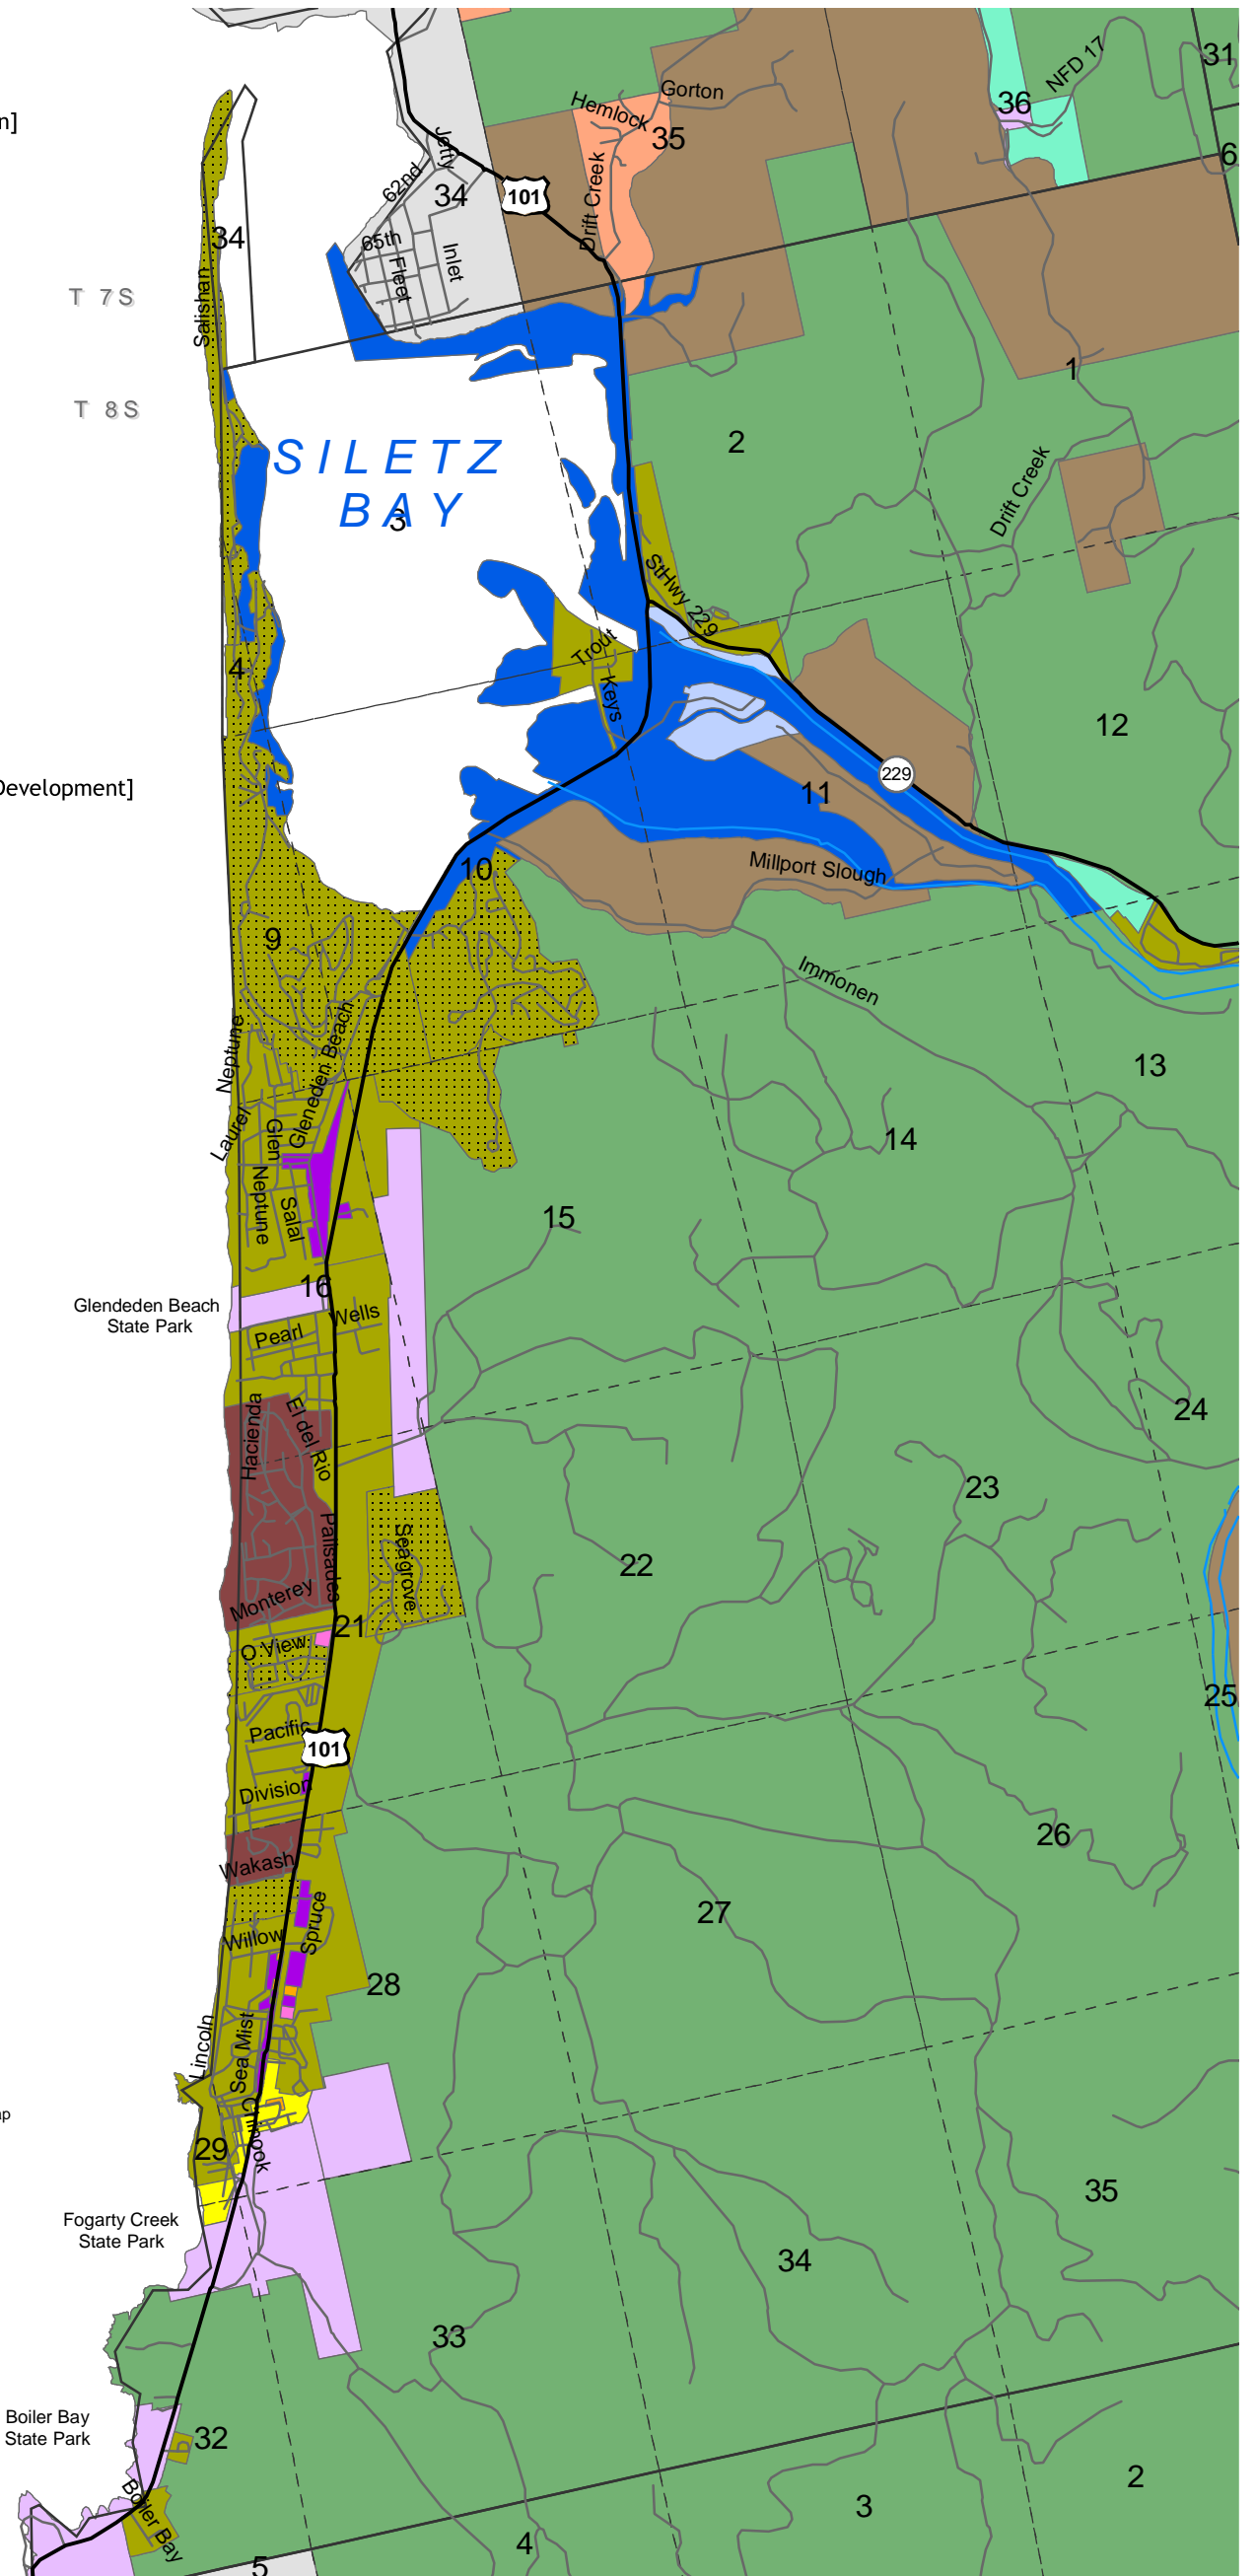 n]
Hemlock
Gorton
NFD 17
31
36
35
6
Jetty
62nd
34
101
Drift Creek
34
65th
Fleet
Inlet
Salishan
T 7S
T 8S
1
2
SILETZ
BAY
3
Drift Creek
StHwy 229
Trout
Keys
4
12
229
Development]
11
Millport Slough
10
9
Immonen
Neptune
Gleneden Beach
13
Laurel
Glen
14
Neptune
Salal
15
16
Glendeden Beach
State Park
Wells
Pearl
Hacienda
El del Rio
24
23
Palisades
Seagrove
22
Monterey
21
O View
25
Pacific
101
Division
26
Wakash
27
Spruce
Willow
28
Lincoln
Sea Mist
ap
Chinook
29
35
Fogarty Creek
State Park
34
33
Boiler Bay
State Park
32
Boiler Bay
2
3
4
5